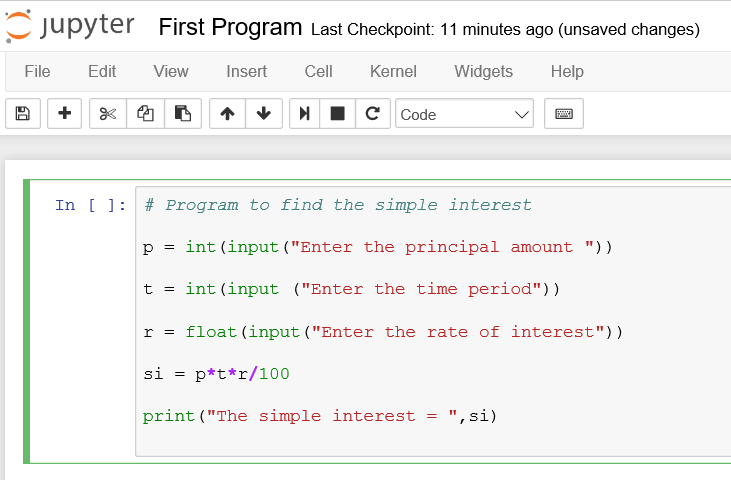 jupyter First Program Last Checkpoint: 11 minutes ago (unsaved changes)
File Edit View Insert Cell Kernel Widgets Help
Code
In [ ]: # Program to find the simple interest
p = int(input("Enter the principal amount "))
t = int(input ("Enter the time period"))
r = float(input("Enter the rate of interest"))
si = p*t*r/100
print("The simple interest = ",si)